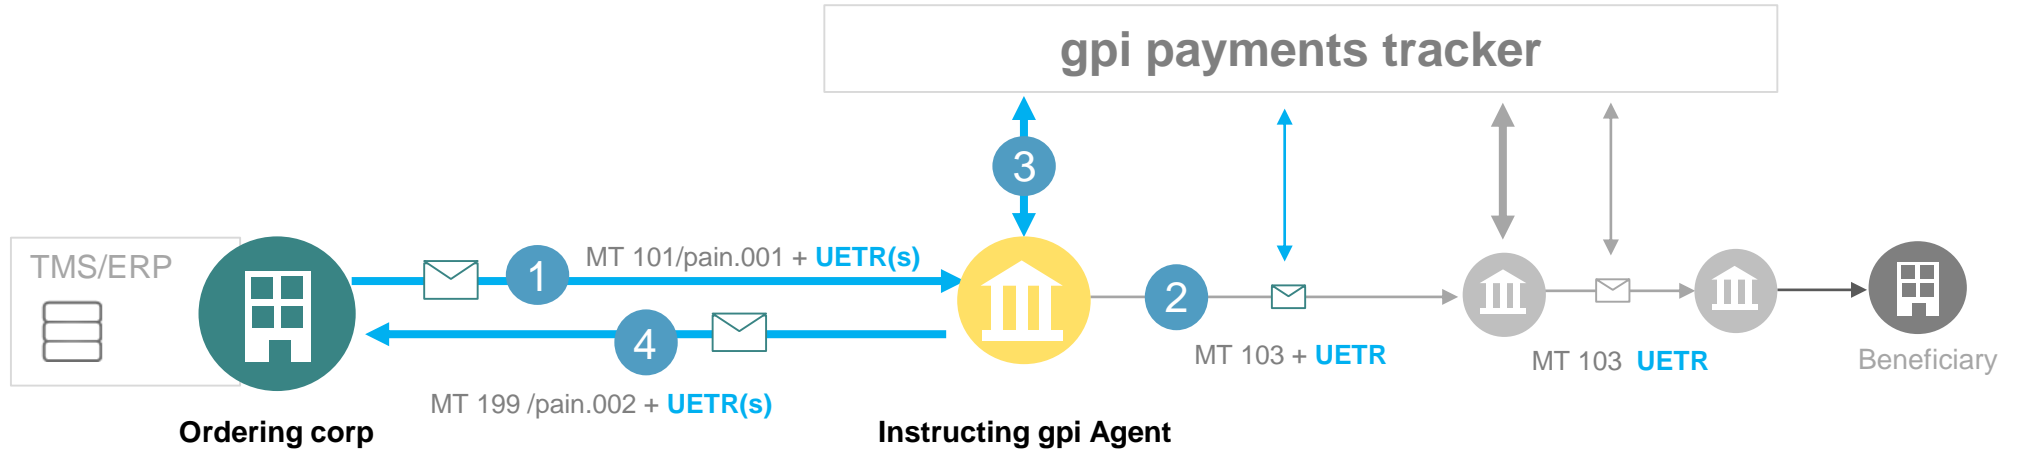 gpi payments tracker
3
TMS/ERP
1
MT 101/pain.001 + UETR(s)
2
4
MT 103 + UETR
MT 103 UETR
Beneficiary
MT 199 /pain.002 + UETR(s)
Ordering corp
Instructing gpi Agent